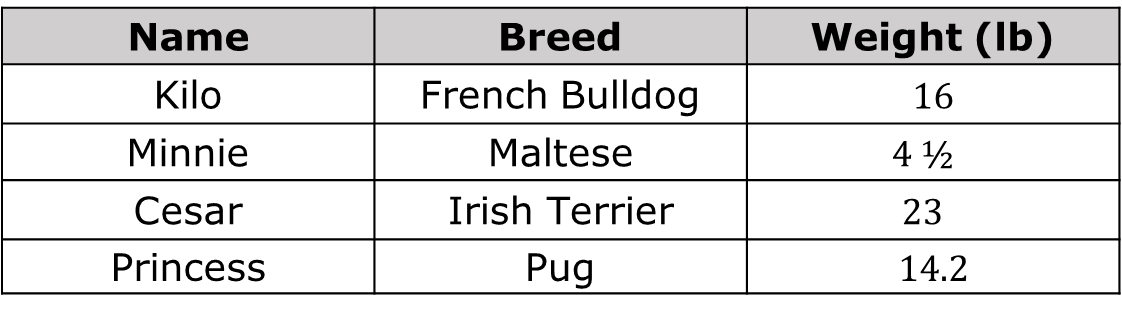 Name Breed Weight (lb)
Kilo French Bulldog 16
Minnie Maltese 4 ½
Cesar Irish Terrier 23
Princess Pug 14.2